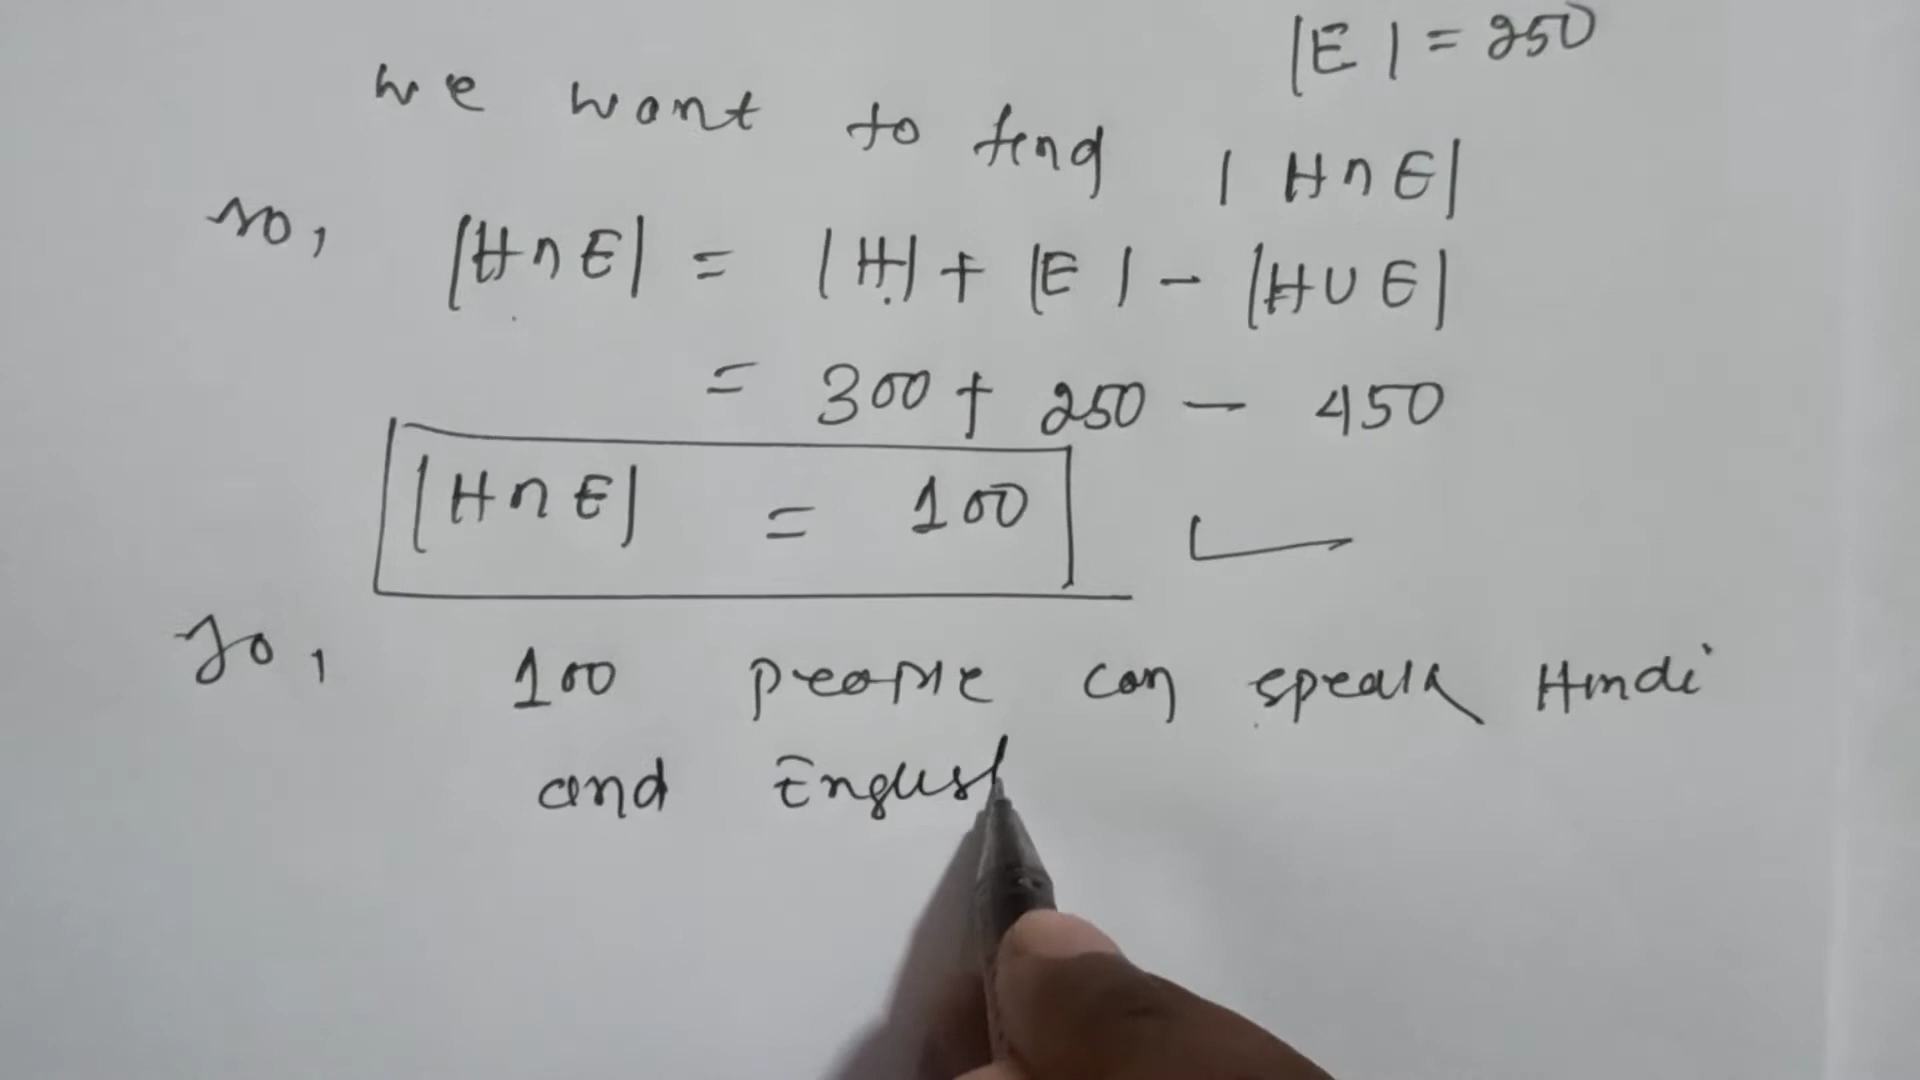 |E| = 250
we want to find |H∩E|
so, |H∩E| = |H| + |E| - |H∪E|
= 300 + 250 - 450
|H∩E| = 100
So, 100 people can speak Hindi
and English